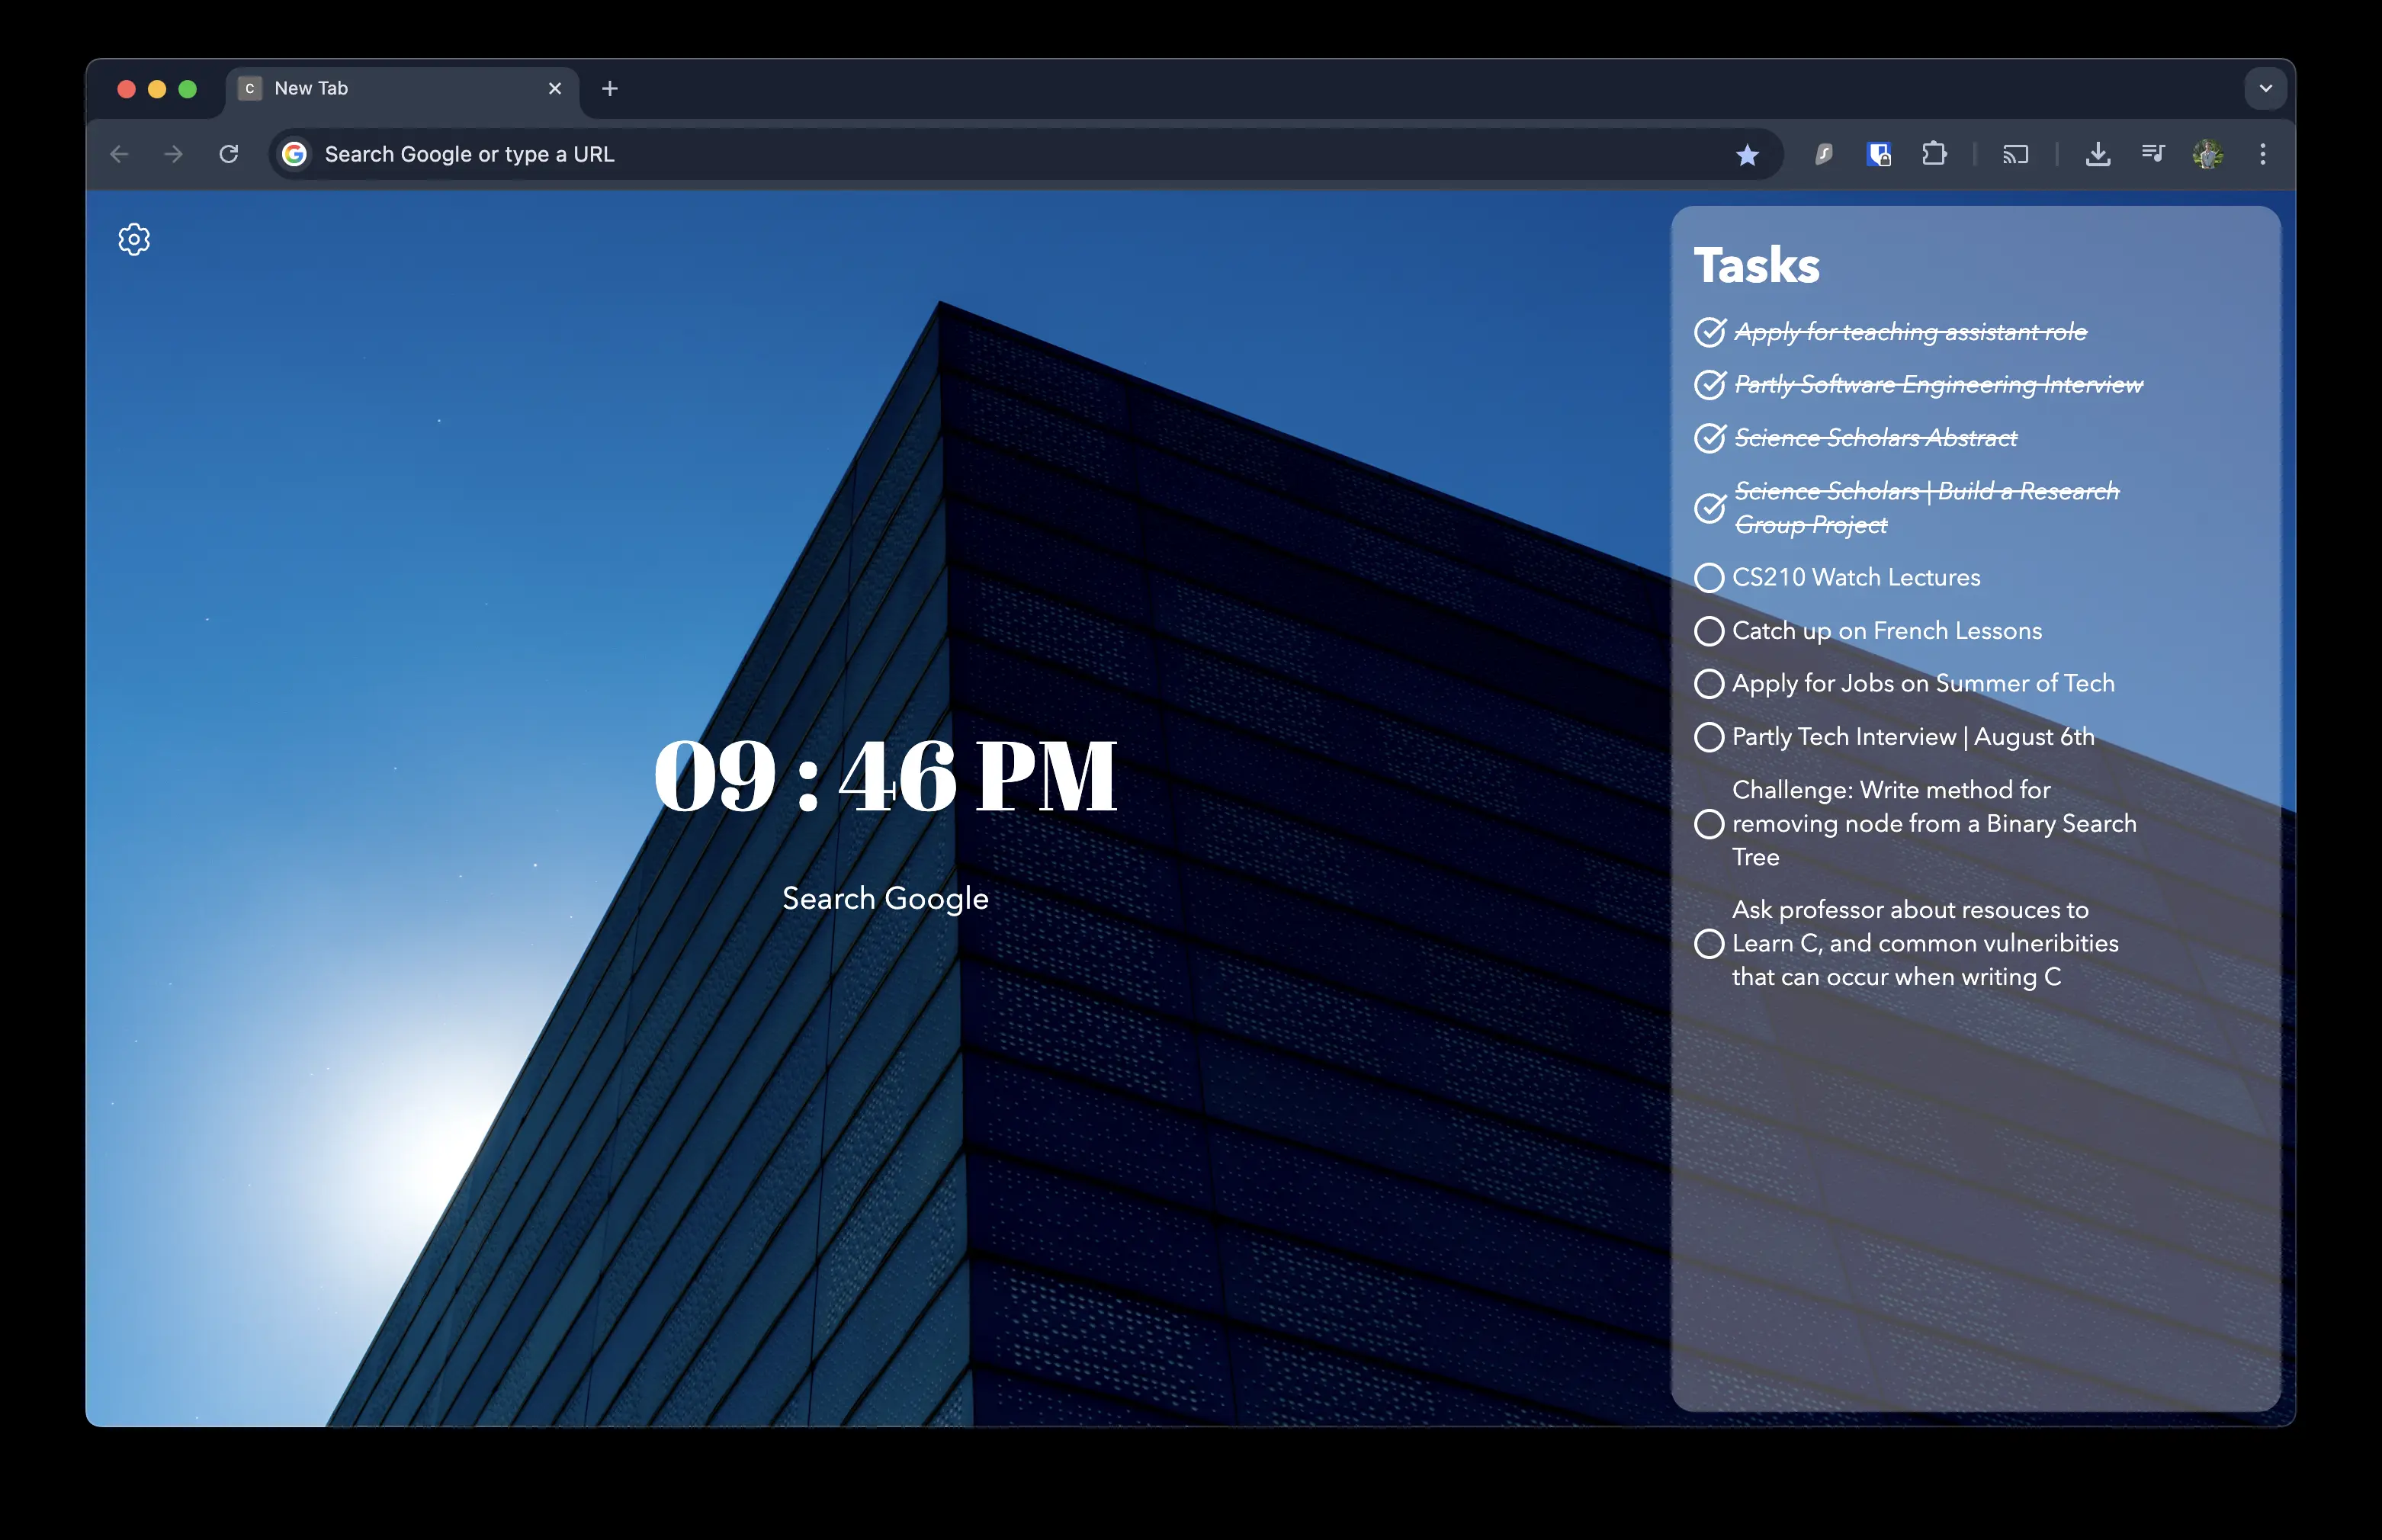 C New Tab
Search Google or type a URL
Tasks
Apply for teaching assistant role
Partly Software Engineering Interview
Science Scholars Abstract
Science Scholars | Build a Research
Group Project
CS210 Watch Lectures
Catch up on French Lessons
Apply for Jobs on Summer of Tech
Partly Tech Interview | August 6th
Challenge: Write method for
removing node from a Binary Search
Tree
Ask professor about resouces to
Learn C, and common vulneribities
that can occur when writing C
09 : 46 PM
Search Google